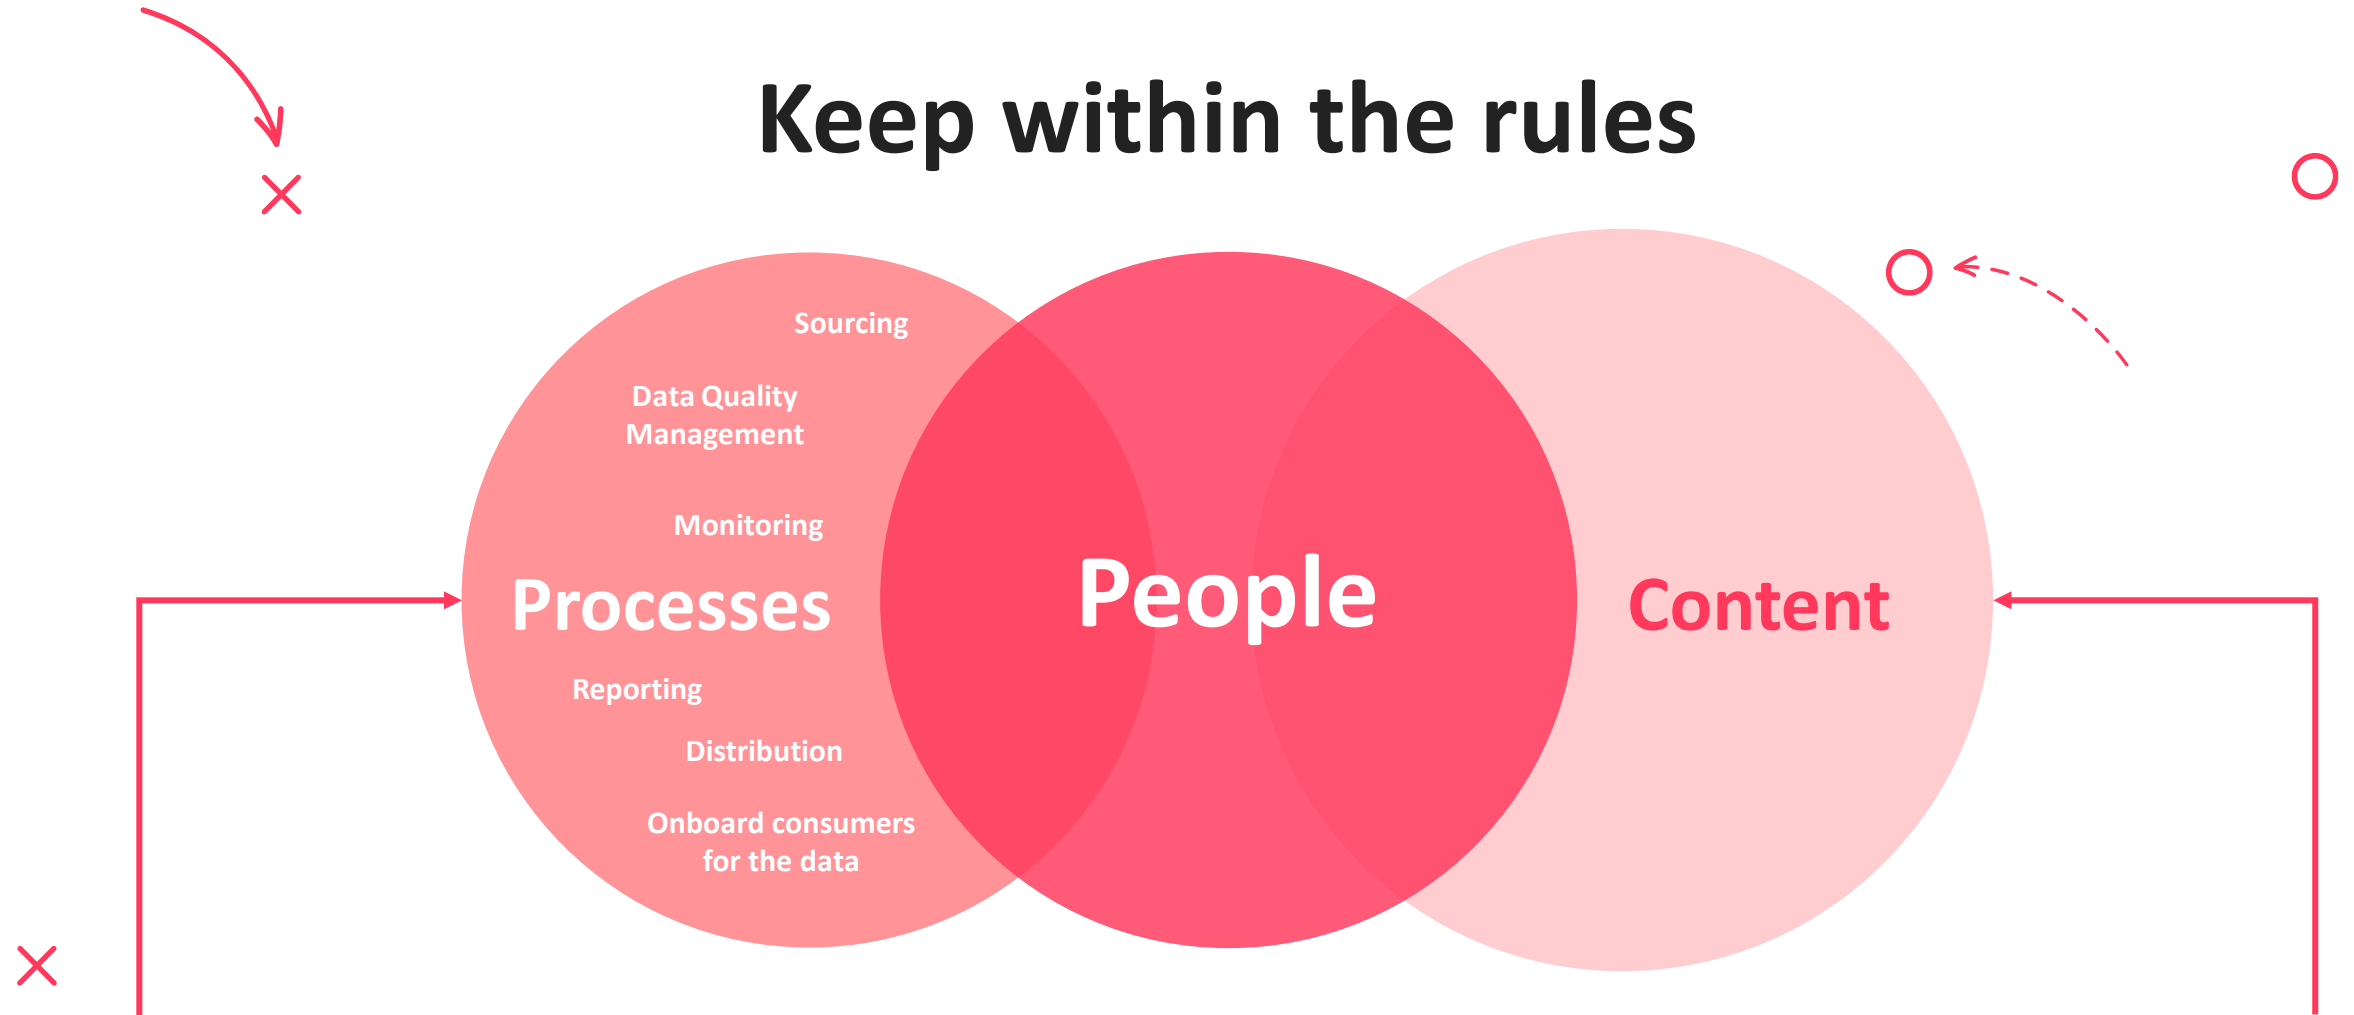 Keep within the rules
Sourcing
Data Quality
Management
Monitoring
Processes
Reporting
Distribution
Onboard consumers
for the data
People
Content